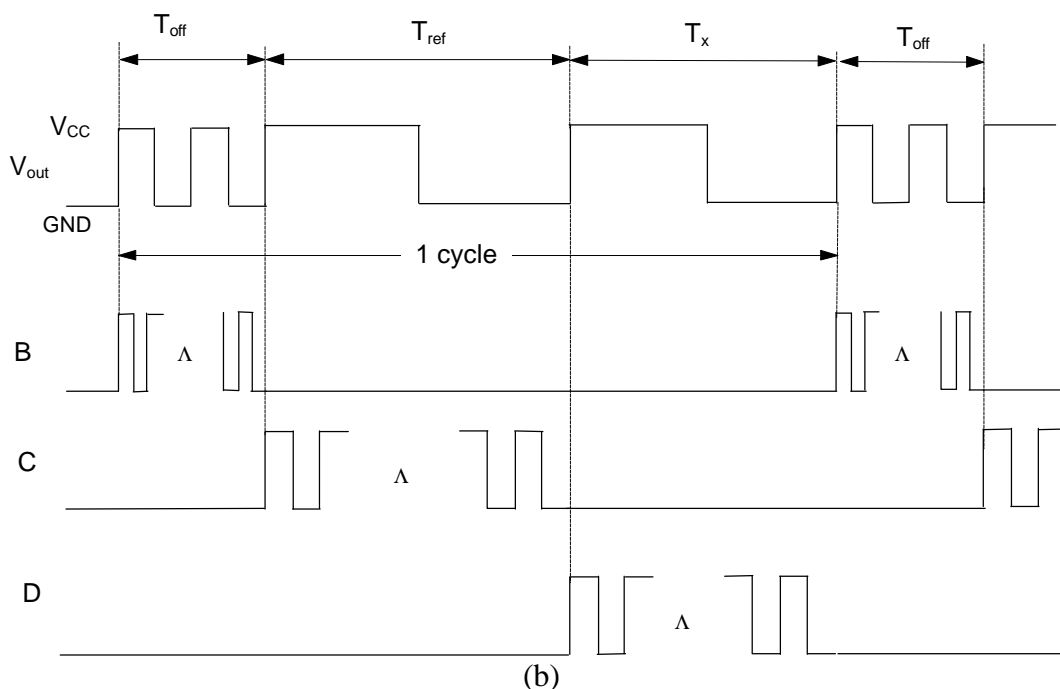 T_off T_ref T_x T_off
V_CC
V_out
GND
1 cycle
B Λ Λ
C Λ
D Λ
(b)